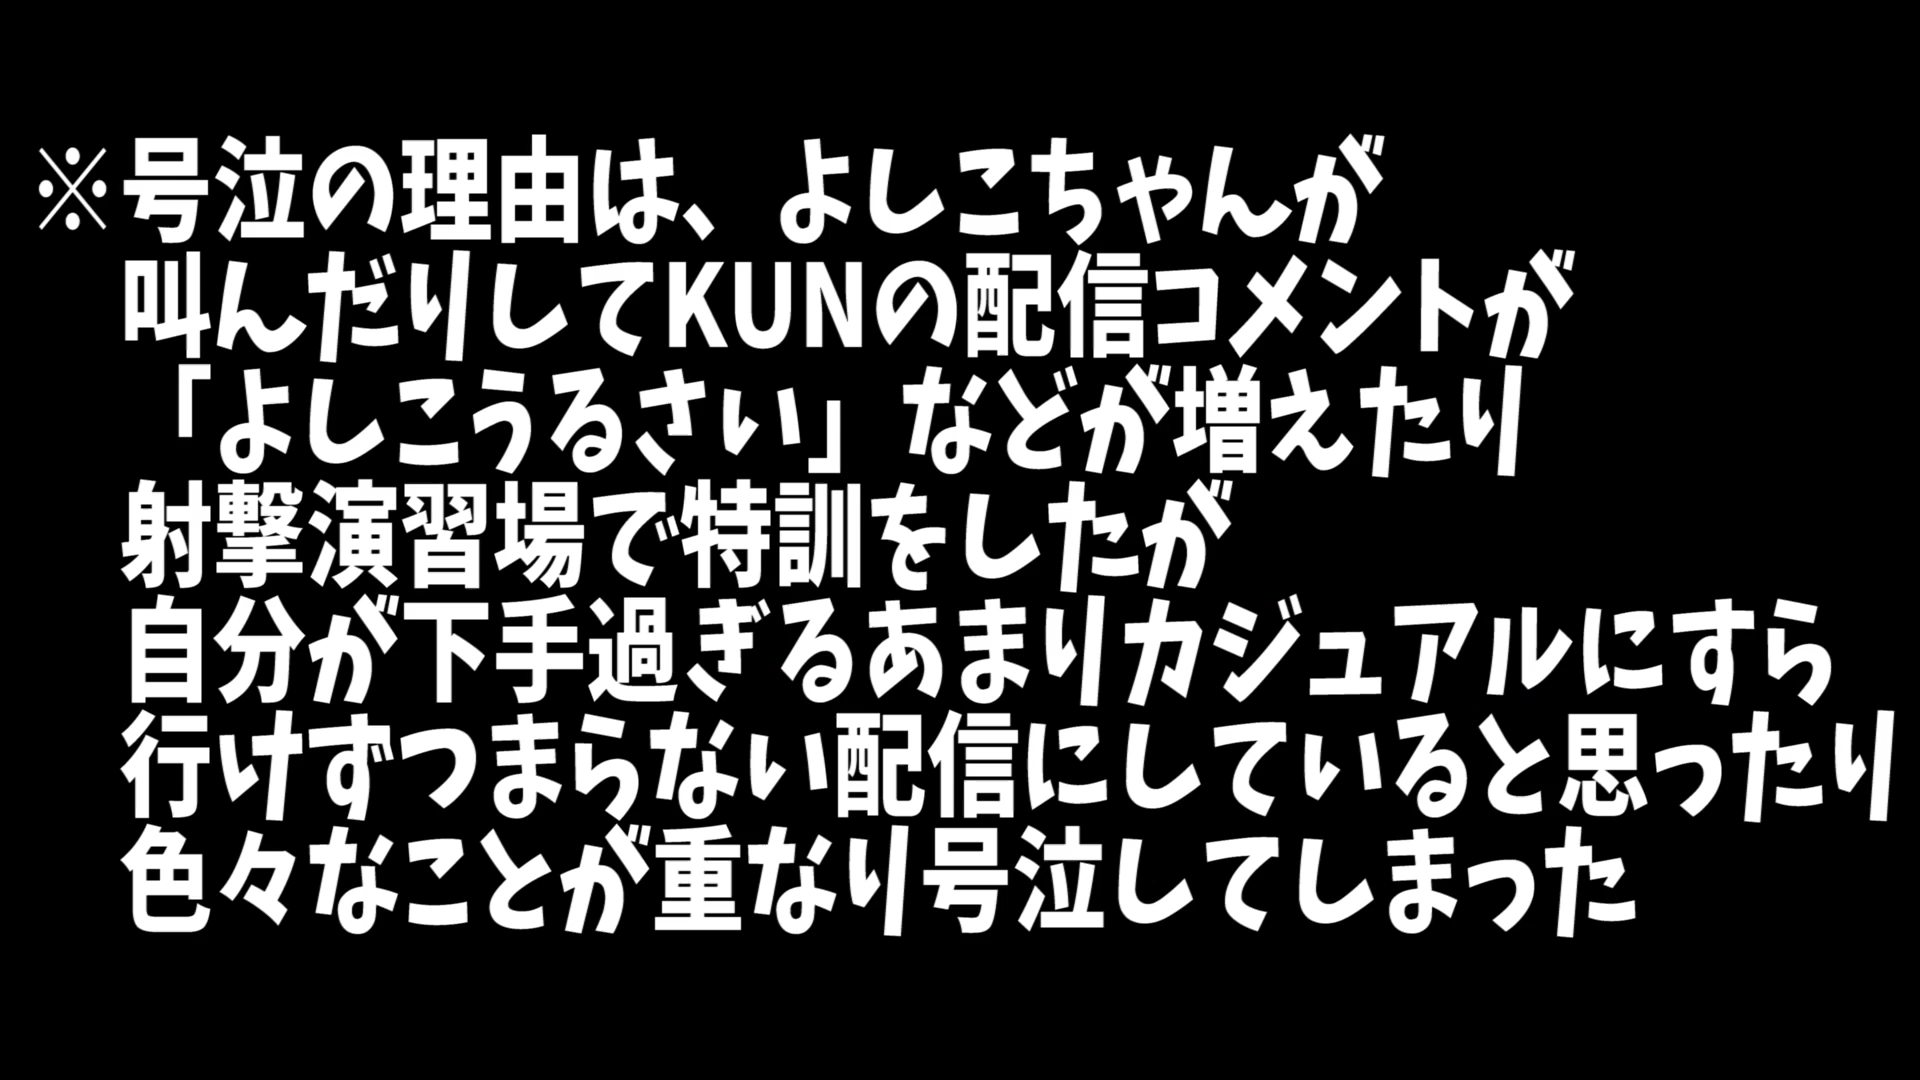 ※号泣の理由は、よしこちゃんが
叫んだりしてKUNの配信コメントが
「よしこうるさい」などが増えたり
射撃演習場で特訓をしたが
自分が下手過ぎるあまりカジュアルにすら
行けずつまらない配信にしていると思ったり
色々なことが重なり号泣してしまった